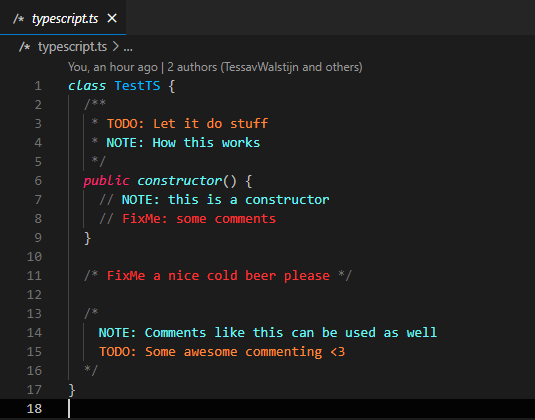 /* typescript.ts ×
/* typescript.ts > ...
You, an hour ago | 2 authors (TessavWalstijn and others)
1 class TestTS {
2   /**
3    * TODO: Let it do stuff
4    * NOTE: How this works
5    */
6   public constructor() {
7     // NOTE: this is a constructor
8     // FixMe: some comments
9   }
10
11   /* FixMe a nice cold beer please */
12
13   /*
14     NOTE: Comments like this can be used as well
15     TODO: Some awesome commenting <3
16   */
17 }
18